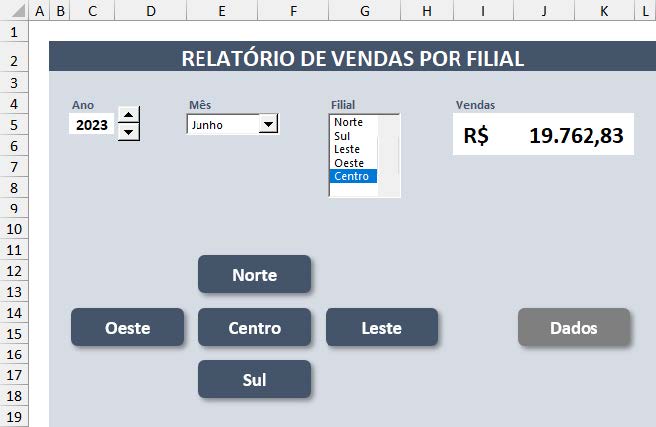 A B C D E F G H I J K L
1
2 RELATÓRIO DE VENDAS POR FILIAL
3
4 Ano Mês Filial Vendas
5 2023 Junho Norte R$ 19.762,83
Sul
6 Leste
7 Oeste
8 Centro
9
10
11
12 Norte
13
14
15 Oeste Centro Leste Dados
16
17 Sul
18
19